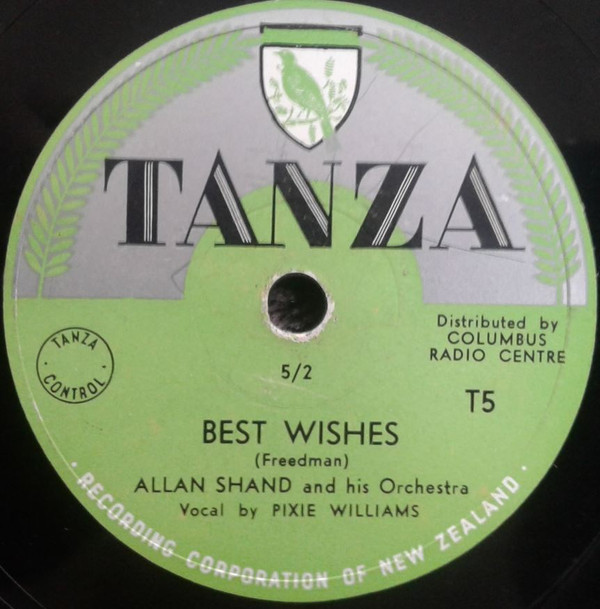 TANZA
TANZA
CONTROL
Distributed by
COLUMBUS
RADIO CENTRE
5/2
T5
BEST WISHES
(Freedman)
ALLAN SHAND and his Orchestra
Vocal by PIXIE WILLIAMS
· RECORDING CORPORATION OF NEW ZEALAND ·